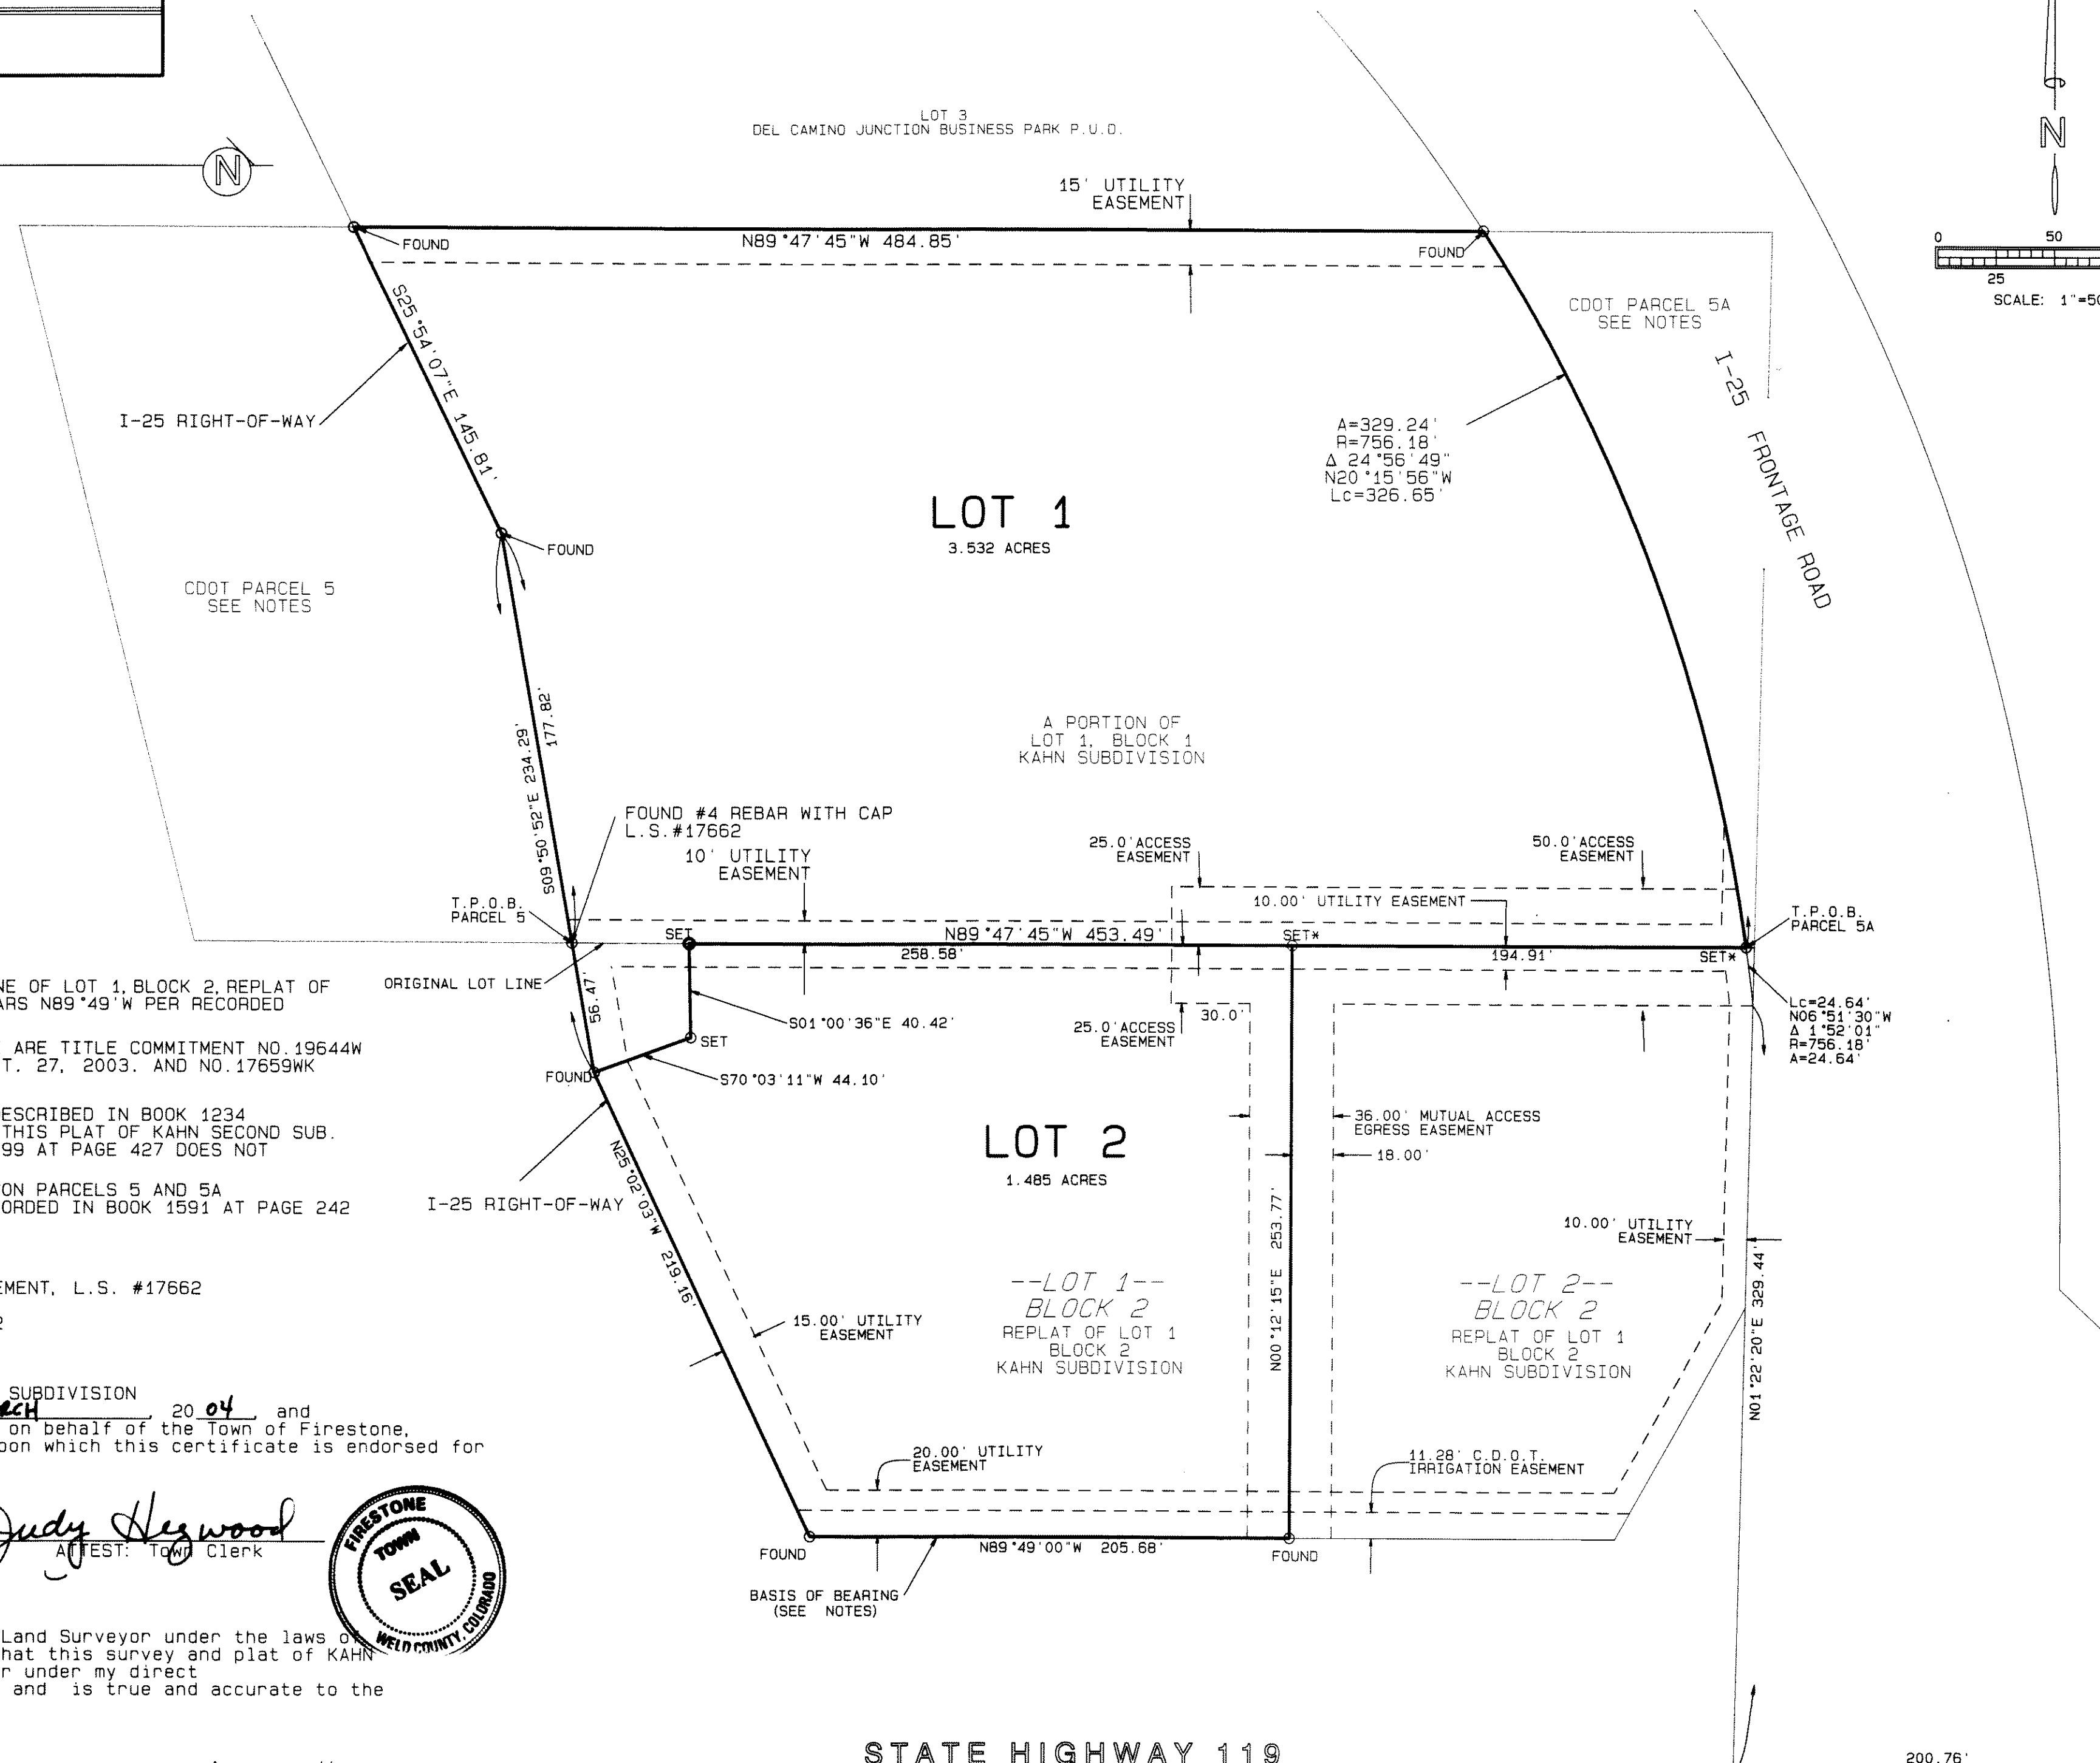 LOT 3
DEL CAMINO JUNCTION BUSINESS PARK P.U.D.
N
N
15' UTILITY
EASEMENT
FOUND
N89°47'45"W 484.85'
FOUND
0 50
25
SCALE: 1"=50
CDOT PARCEL 5A
SEE NOTES
S25°54'07"E 145.81'
I-25 RIGHT-OF-WAY
I-25 FRONTAGE ROAD
A=329.24'
R=756.18'
Δ 24°56'49"
N20°15'56"W
Lc=326.65'
LOT 1
3.532 ACRES
FOUND
CDOT PARCEL 5
SEE NOTES
177.82'
S09°50'52"E 234.29'
A PORTION OF
LOT 1, BLOCK 1
KAHN SUBDIVISION
FOUND #4 REBAR WITH CAP
L.S.#17662
10' UTILITY
EASEMENT
25.0'ACCESS
EASEMENT
50.0'ACCESS
EASEMENT
10.00' UTILITY EASEMENT
T.P.O.B.
PARCEL 5
T.P.O.B.
PARCEL 5A
SET
N89°47'45"W 453.49'
SET*
258.58'
194.91'
SET*
ORIGINAL LOT LINE
56.47'
S01°00'36"E 40.42'
SET
25.0'ACCESS
EASEMENT
30.0'
Lc=24.64'
N06°51'30"W
Δ 1°52'01"
R=756.18'
A=24.64'
FOUND
S70°03'11"W 44.10'
NE OF LOT 1, BLOCK 2, REPLAT OF
ARS N89°49'W PER RECORDED
ARE TITLE COMMITMENT NO.19644W
T. 27, 2003. AND NO.17659WK
ESCRIBED IN BOOK 1234
THIS PLAT OF KAHN SECOND SUB.
99 AT PAGE 427 DOES NOT
ON PARCELS 5 AND 5A
ORDED IN BOOK 1591 AT PAGE 242
EMENT, L.S. #17662
2
LOT 2
1.485 ACRES
36.00' MUTUAL ACCESS
EGRESS EASEMENT
18.00'
I-25 RIGHT-OF-WAY
N25°02'03"W 219.16'
N00°12'15"E 253.77'
10.00' UTILITY
EASEMENT
N01°22'20"E 329.44'
--LOT 1--
BLOCK 2
REPLAT OF LOT 1
BLOCK 2
KAHN SUBDIVISION
--LOT 2--
BLOCK 2
REPLAT OF LOT 1
BLOCK 2
KAHN SUBDIVISION
15.00' UTILITY
EASEMENT
20.00' UTILITY
EASEMENT
11.28' C.D.O.T.
IRRIGATION EASEMENT
FOUND
N89°49'00"W 205.68'
FOUND
BASIS OF BEARING
(SEE NOTES)
SUBDIVISION
RCH, 20 04, and
on behalf of the Town of Firestone,
oon which this certificate is endorsed for
Judy Hegwood
ATTEST: Town Clerk
FIRESTONE
TOWN
SEAL
WELD COUNTY, COLORADO
Land Surveyor under the laws of
hat this survey and plat of KAHN
r under my direct
and is true and accurate to the
STATE HIGHWAY 119
200.76'